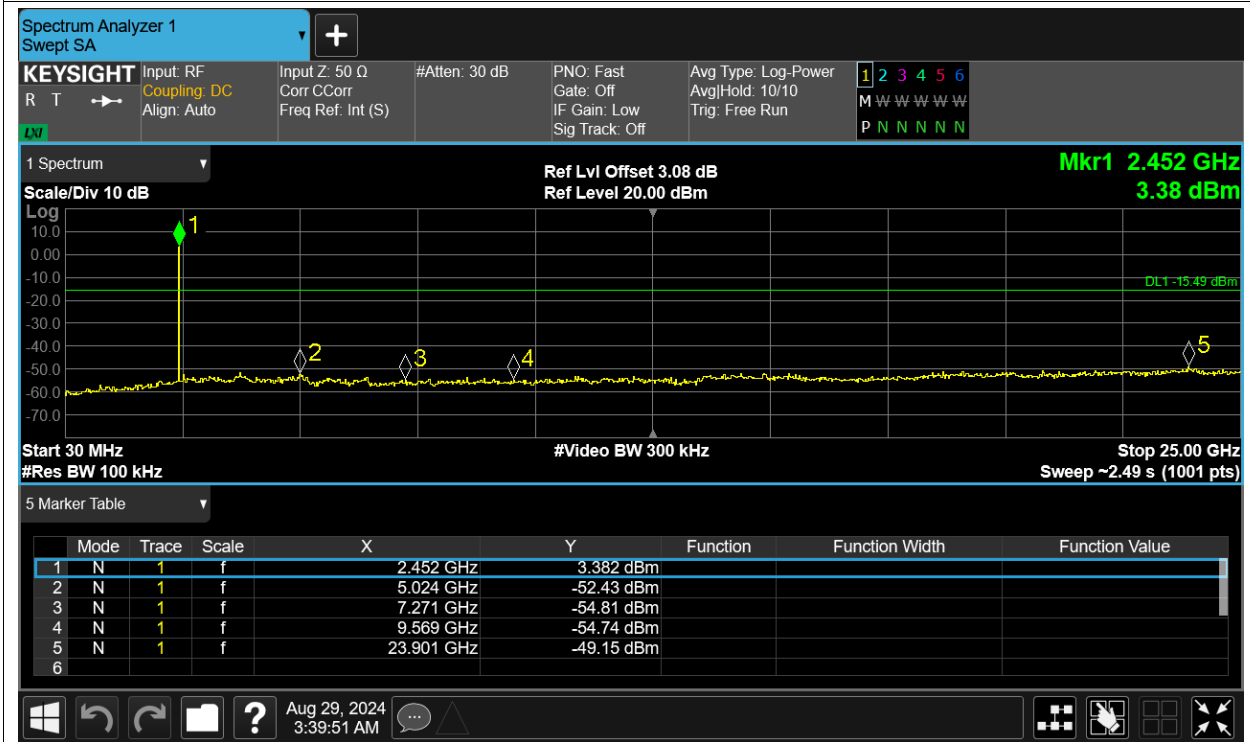 Spectrum Analyzer 1
Swept SA
+
KEYSIGHT Input: RF Input Z: 50 Ω #Atten: 30 dB PNO: Fast Avg Type: Log-Power 1 2 3 4 5 6
R T Coupling: DC Corr CCorr Gate: Off Avg|Hold: 10/10 M W W W W W
Align: Auto Freq Ref: Int (S) IF Gain: Low Trig: Free Run
LXI Sig Track: Off P N N N N N
1 Spectrum Ref Lvl Offset 3.08 dB Mkr1 2.452 GHz
Scale/Div 10 dB Ref Level 20.00 dBm 3.38 dBm
Log
1
10.0
0.00
-10.0
DL1 -15.49 dBm
-20.0
-30.0
-40.0
2 3 4 5
-50.0
-60.0
-70.0
Start 30 MHz #Video BW 300 kHz Stop 25.00 GHz
#Res BW 100 kHz Sweep ~2.49 s (1001 pts)
5 Marker Table
Mode Trace Scale X Y Function Function Width Function Value
1 N 1 f 2.452 GHz 3.382 dBm
2 N 1 f 5.024 GHz -52.43 dBm
3 N 1 f 7.271 GHz -54.81 dBm
4 N 1 f 9.569 GHz -54.74 dBm
5 N 1 f 23.901 GHz -49.15 dBm
6
? Aug 29, 2024
3:39:51 AM